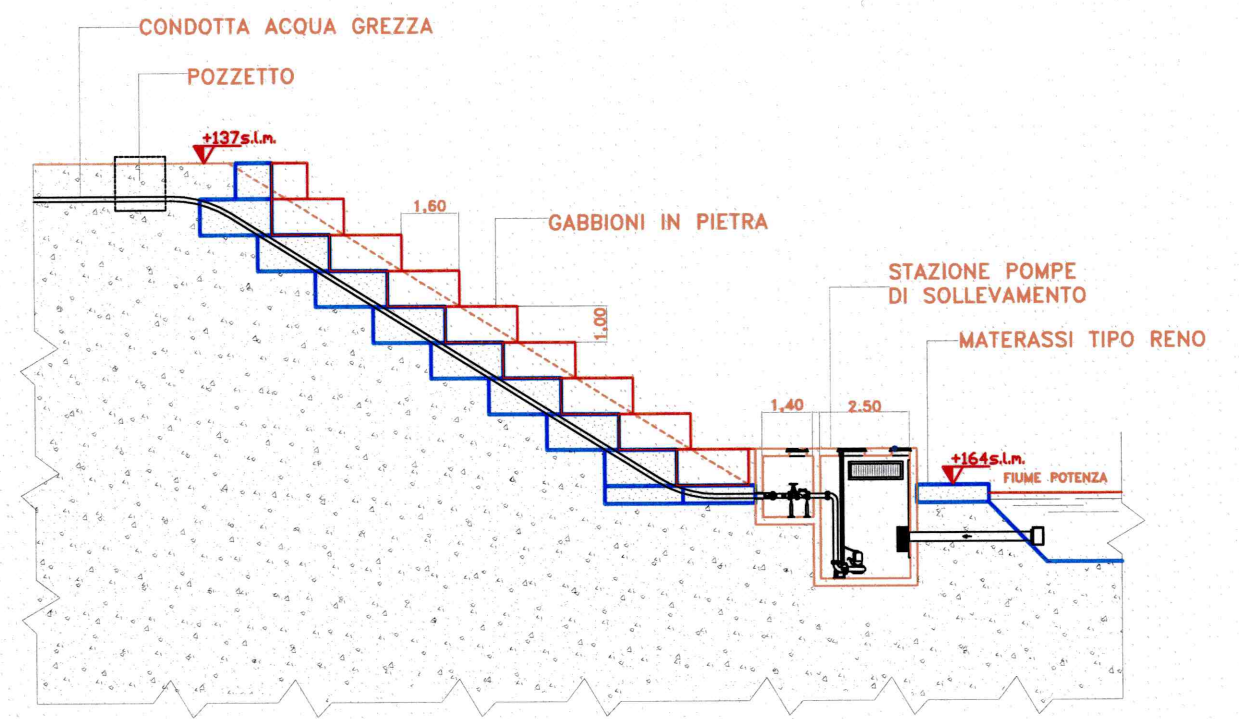 CONDOTTA ACQUA GREZZA
POZZETTO
+137s.l.m.
1,60
GABBIONI IN PIETRA
STAZIONE POMPE
DI SOLLEVAMENTO
1,00
MATERASSI TIPO RENO
1,40
2.50
+164s.l.m.
FIUME POTENZA